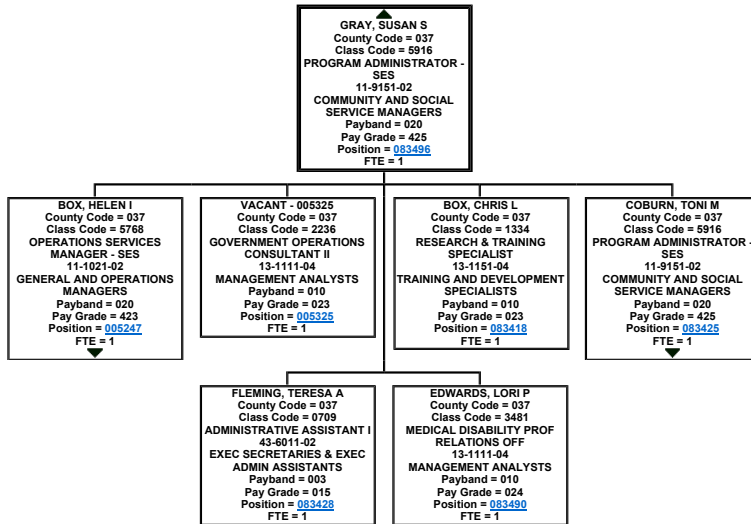 GRAY, SUSAN S
County Code = 037
Class Code = 5916
PROGRAM ADMINISTRATOR -
SES
11-9151-02
COMMUNITY AND SOCIAL
SERVICE MANAGERS
Payband = 020
Pay Grade = 425
Position = 083496
FTE = 1
BOX, HELEN I
County Code = 037
Class Code = 5768
OPERATIONS SERVICES
MANAGER - SES
11-1021-02
GENERAL AND OPERATIONS
MANAGERS
Payband = 020
Pay Grade = 423
Position = 005247
FTE = 1
VACANT - 005325
County Code = 037
Class Code = 2236
GOVERNMENT OPERATIONS
CONSULTANT II
13-1111-04
MANAGEMENT ANALYSTS
Payband = 010
Pay Grade = 023
Position = 005325
FTE = 1
BOX, CHRIS L
County Code = 037
Class Code = 1334
RESEARCH & TRAINING
SPECIALIST
13-1151-04
TRAINING AND DEVELOPMENT
SPECIALISTS
Payband = 010
Pay Grade = 023
Position = 083418
FTE = 1
COBURN, TONI M
County Code = 037
Class Code = 5916
PROGRAM ADMINISTRATOR -
SES
11-9151-02
COMMUNITY AND SOCIAL
SERVICE MANAGERS
Payband = 020
Pay Grade = 425
Position = 083425
FTE = 1
FLEMING, TERESA A
County Code = 037
Class Code = 0709
ADMINISTRATIVE ASSISTANT I
43-6011-02
EXEC SECRETARIES & EXEC
ADMIN ASSISTANTS
Payband = 003
Pay Grade = 015
Position = 083428
FTE = 1
EDWARDS, LORI P
County Code = 037
Class Code = 3481
MEDICAL DISABILITY PROF
RELATIONS OFF
13-1111-04
MANAGEMENT ANALYSTS
Payband = 010
Pay Grade = 024
Position = 083490
FTE = 1